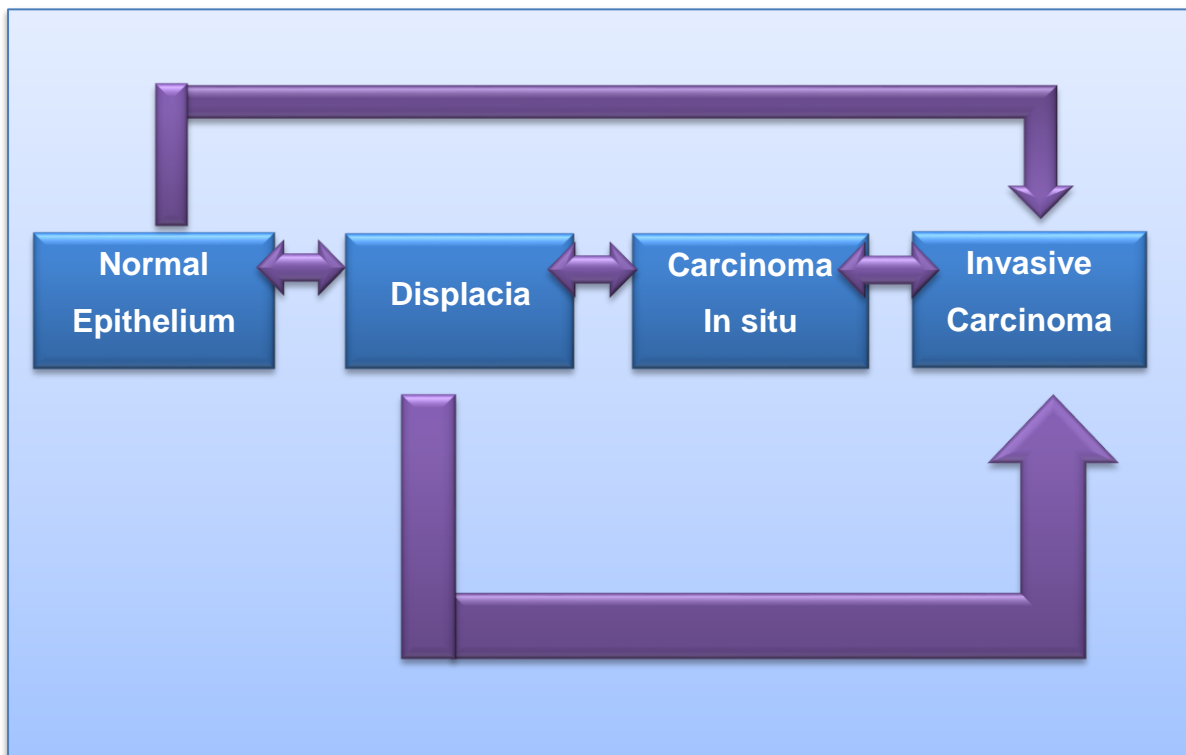 Normal
Epithelium
Displacia
Carcinoma
In situ
Invasive
Carcinoma